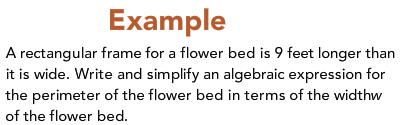 Example
A rectangular frame for a flower bed is 9 feet longer than
it is wide. Write and simplify an algebraic expression for
the perimeter of the flower bed in terms of the widthw
of the flower bed.